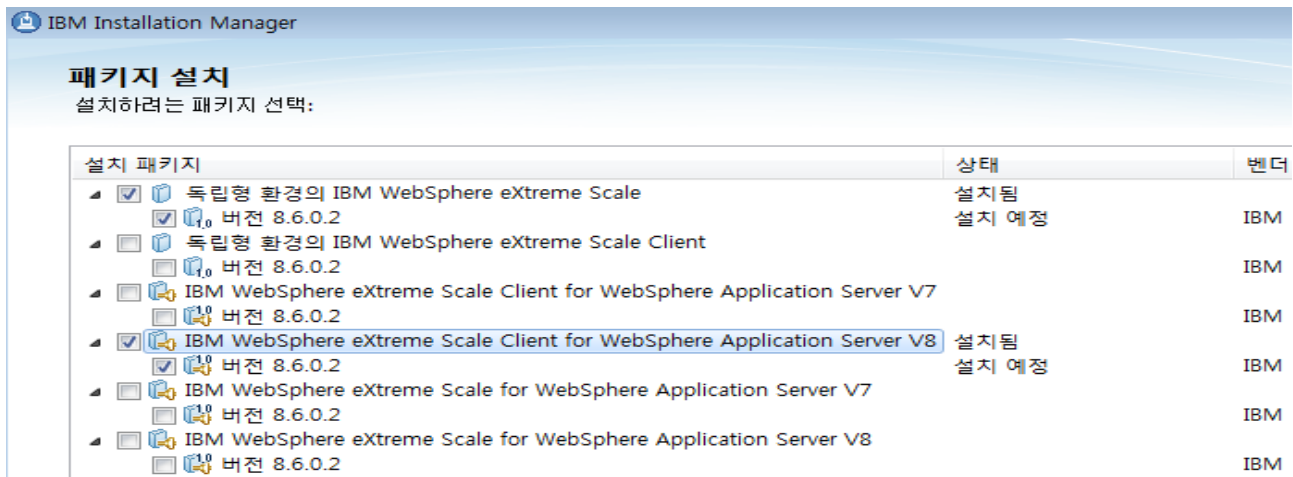 IBM Installation Manager
패키지 설치
설치하려는 패키지 선택:
설치 패키지 상태 벤더
독립형 환경의 IBM WebSphere eXtreme Scale 설치됨
버전 8.6.0.2 설치 예정 IBM
독립형 환경의 IBM WebSphere eXtreme Scale Client
버전 8.6.0.2 IBM
IBM WebSphere eXtreme Scale Client for WebSphere Application Server V7
버전 8.6.0.2 IBM
IBM WebSphere eXtreme Scale Client for WebSphere Application Server V8 설치됨
버전 8.6.0.2 설치 예정 IBM
IBM WebSphere eXtreme Scale for WebSphere Application Server V7
버전 8.6.0.2 IBM
IBM WebSphere eXtreme Scale for WebSphere Application Server V8
버전 8.6.0.2 IBM